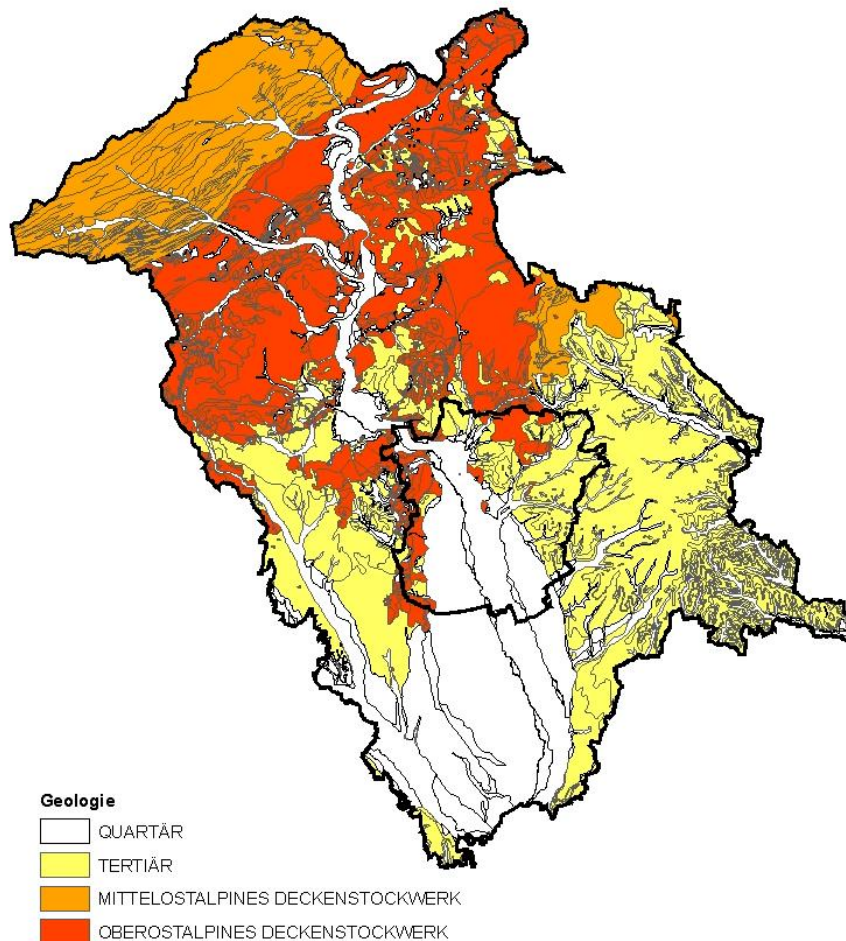 Geologie
QUARTÄR
TERTIÄR
MITTELOSTALPINES DECKENSTOCKWERK
OBEROSTALPINES DECKENSTOCKWERK